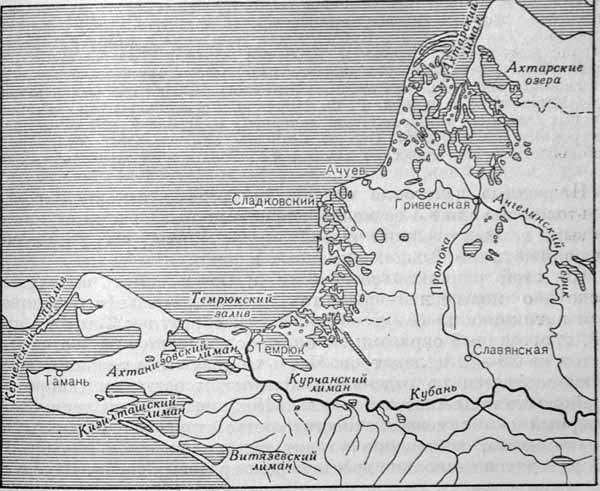 Ахтарский лиман
Ахтарские
озера
Ачуев
Сладковский
Гривенская
Ангелинский Ерик
Протока
Керченский пролив
Темрюкский
залив
Темрюк
Славянская
Ахтанизовский
лиман
Тамань
Курчанский
лиман
Кубань
Кизилташский
лиман
Витязевский
лиман